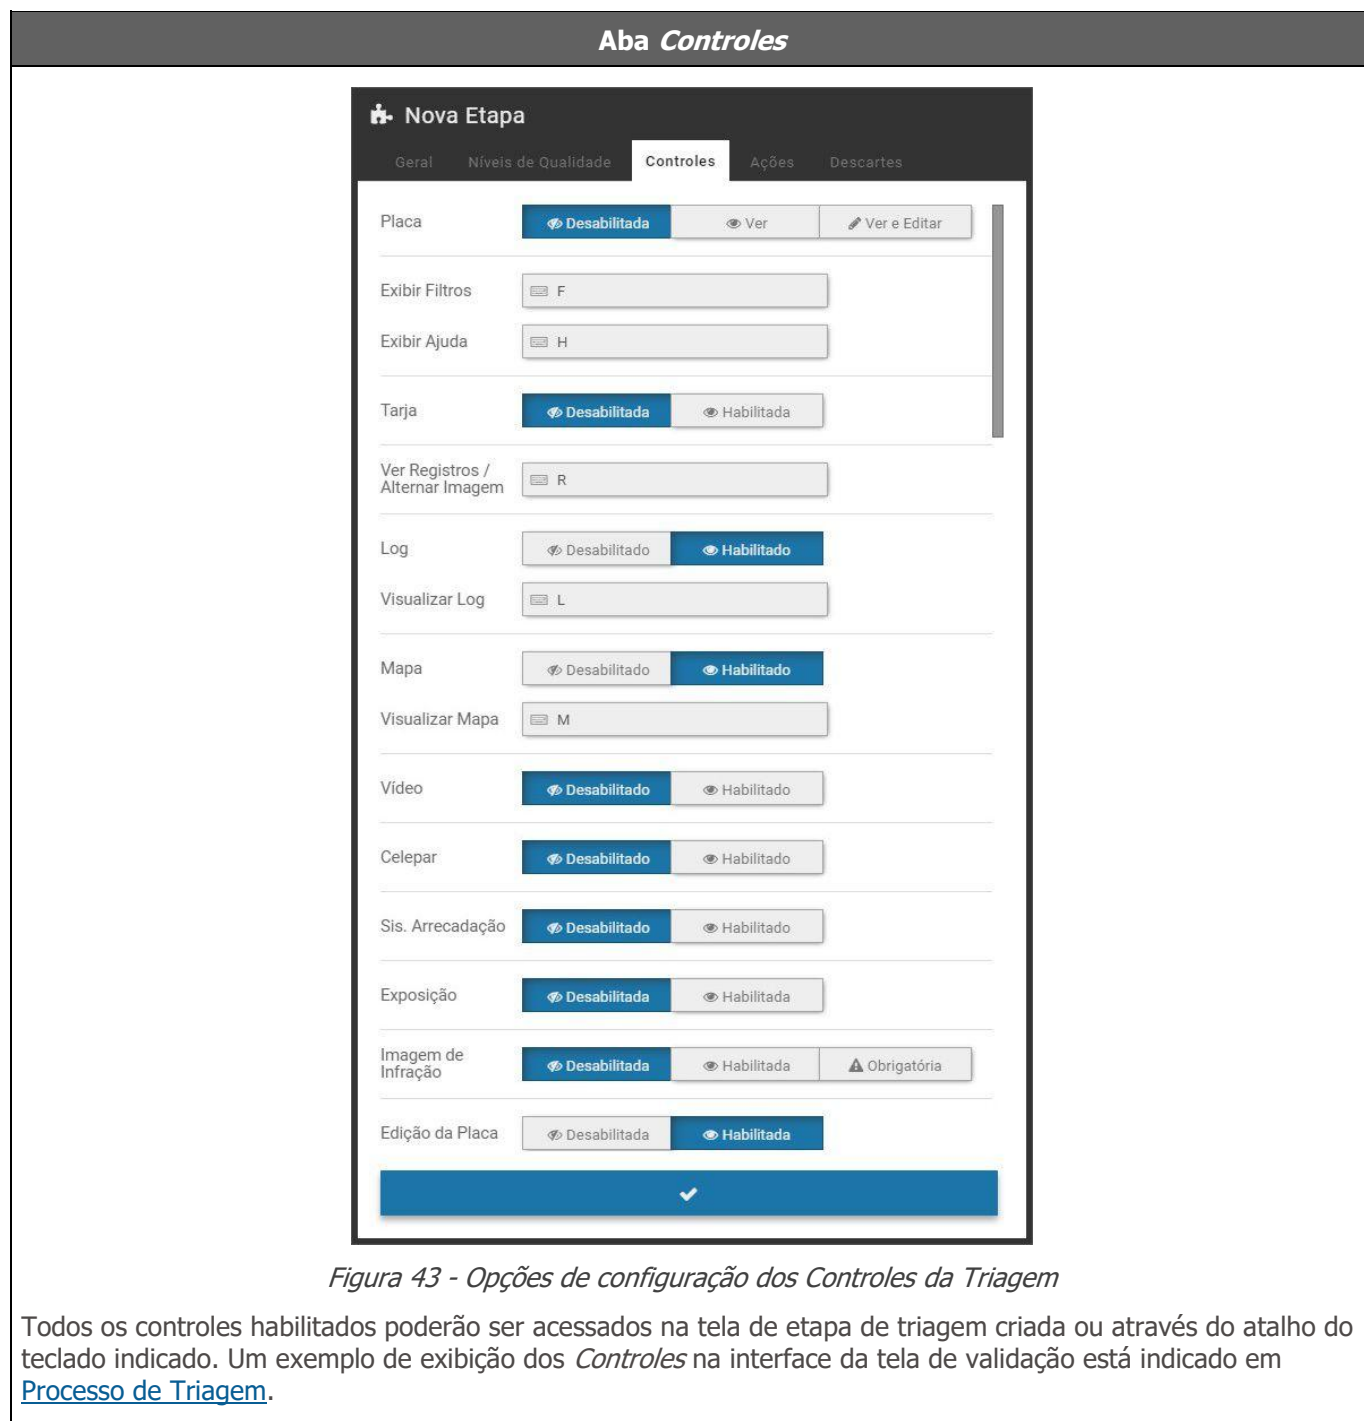 Aba Controles
Nova Etapa
Geral Níveis de Qualidade Controles Ações Descartes
Placa Desabilitada Ver Ver e Editar
Exibir Filtros F
Exibir Ajuda H
Tarja Desabilitada Habilitada
Ver Registros /
Alternar Imagem R
Log Desabilitado Habilitado
Visualizar Log L
Mapa Desabilitado Habilitado
Visualizar Mapa M
Vídeo Desabilitado Habilitado
Celepar Desabilitado Habilitado
Sis. Arrecadação Desabilitado Habilitado
Exposição Desabilitada Habilitada
Imagem de
Infração Desabilitada Habilitada Obrigatória
Edição da Placa Desabilitada Habilitada
Figura 43 - Opções de configuração dos Controles da Triagem
Todos os controles habilitados poderão ser acessados na tela de etapa de triagem criada ou através do atalho do
teclado indicado. Um exemplo de exibição dos Controles na interface da tela de validação está indicado em
Processo de Triagem.